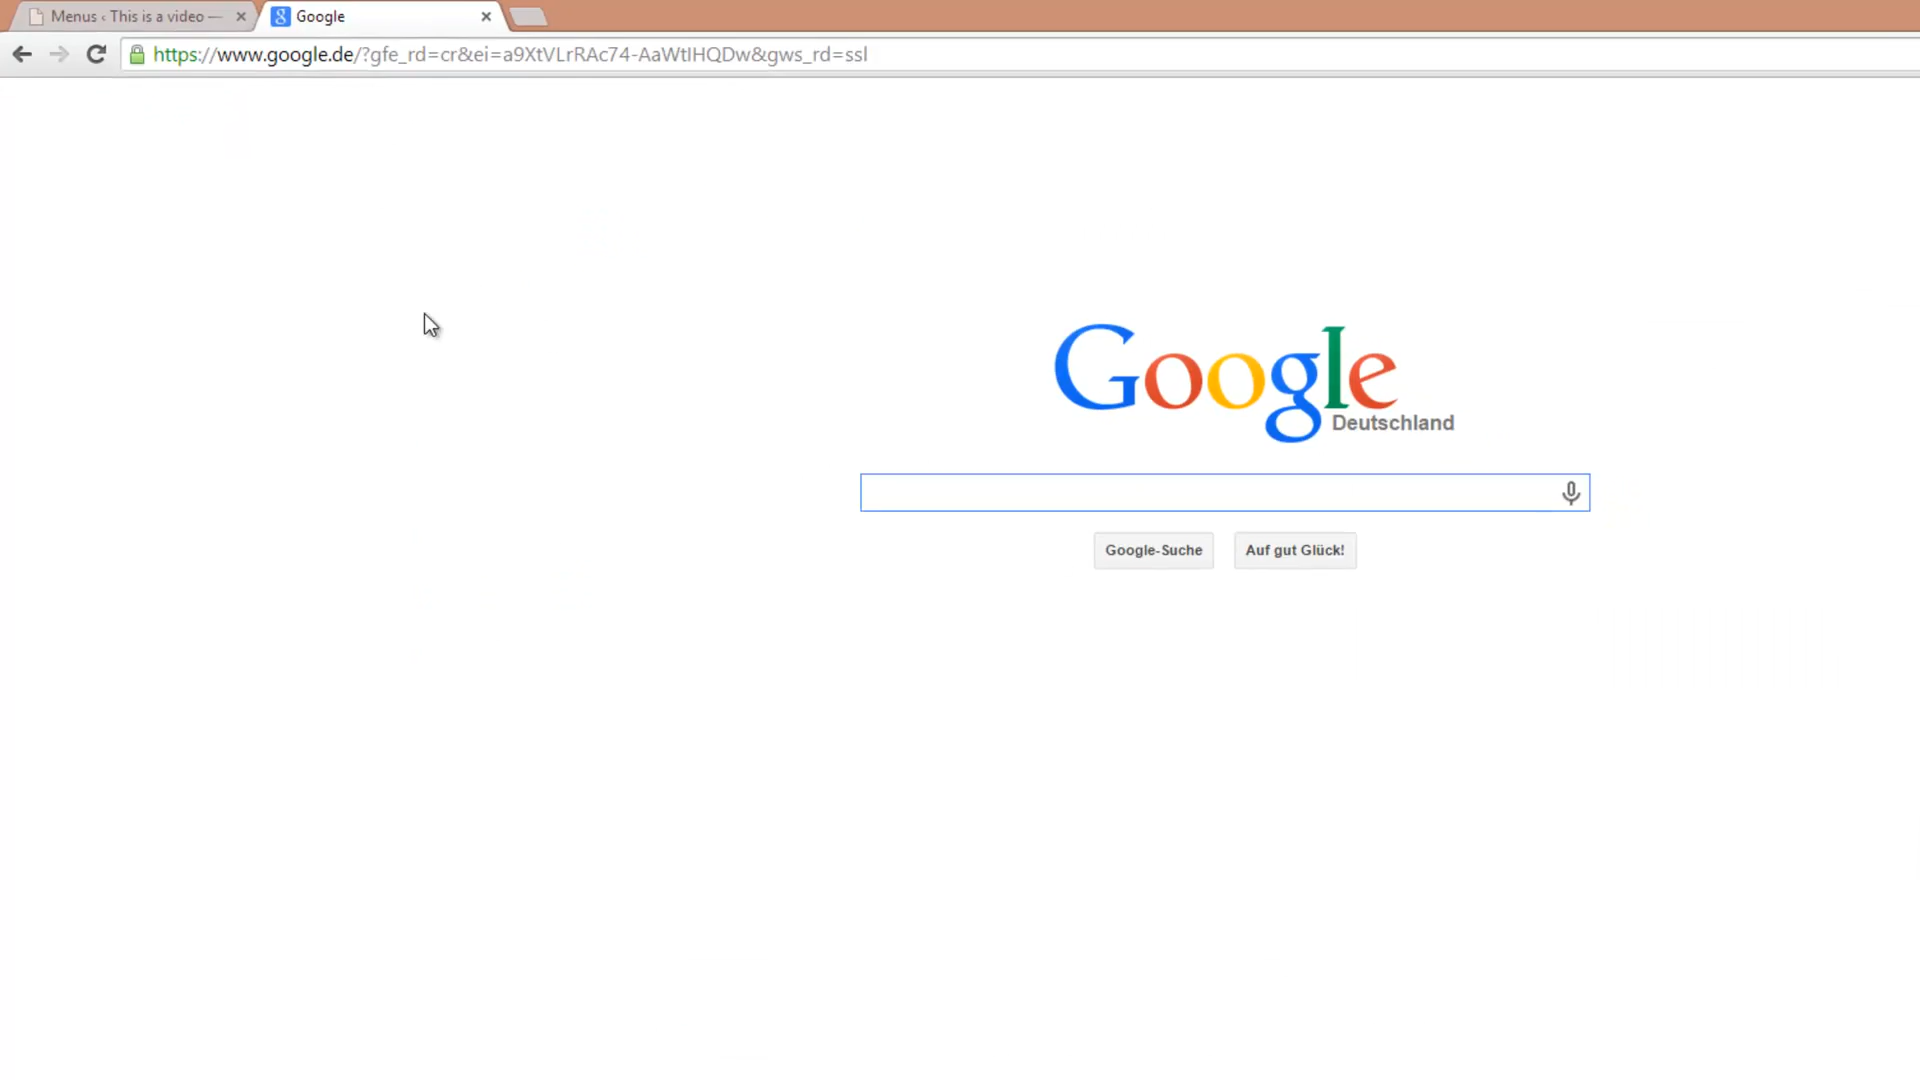 Menus ‹ This is a video —
Google
https://www.google.de/?gfe_rd=cr&ei=a9XtVLrRAc74-AaWtIHQDw&gws_rd=ssl
Google
Deutschland
Google-Suche
Auf gut Glück!